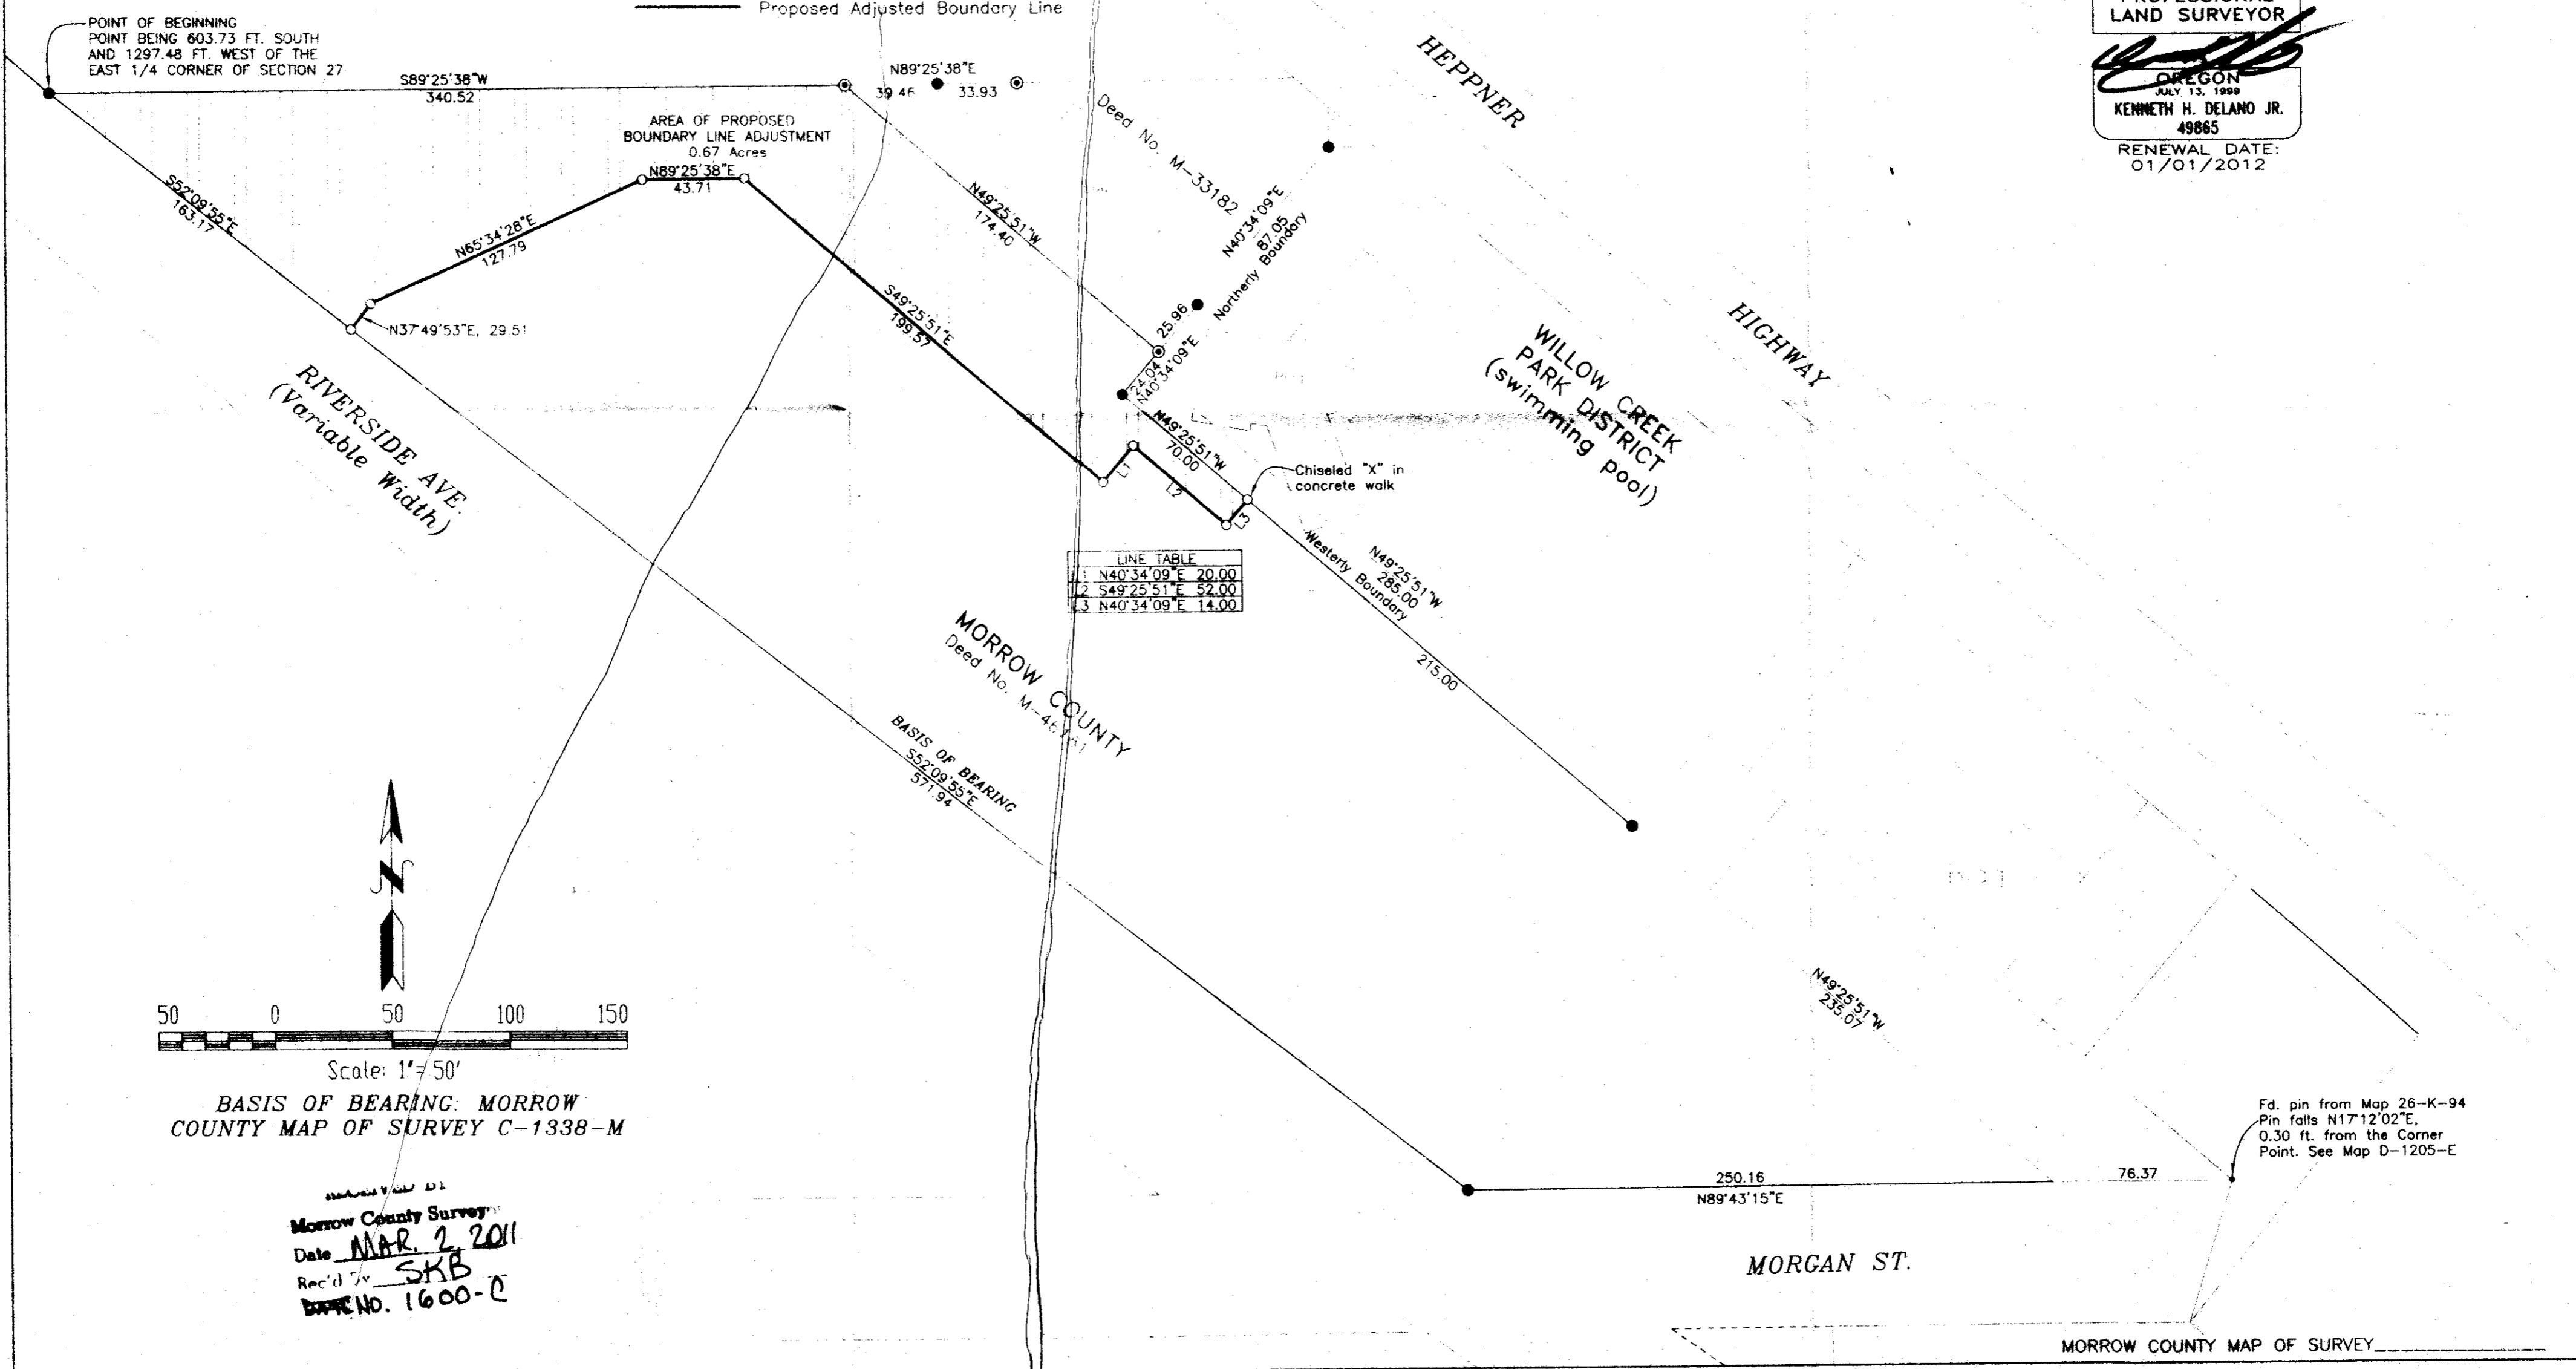 Proposed Adjusted Boundary Line
POINT OF BEGINNING
POINT BEING 603.73 FT. SOUTH
AND 1297.48 FT. WEST OF THE
EAST 1/4 CORNER OF SECTION 27
S89°25'38"W
340.52
N89°25'38"E
39.46
33.93
PROFESSIONAL
LAND SURVEYOR
OREGON
JULY 13, 1999
KENNETH H. DELANO JR.
49865
RENEWAL DATE:
01/01/2012
AREA OF PROPOSED
BOUNDARY LINE ADJUSTMENT
0.67 Acres
N89°25'38"E
43.71
S52°09'55"E
163.17
N65°34'28"E
127.79
N37°49'53"E, 29.51
Deed No. M-33182
N49°25'51"W
174.40
N40°34'09"E
87.05
Northerly Boundary
25.96
24.04
N40°34'09"E
S49°25'51"E
199.57
HEPPNER
HIGHWAY
WILLOW CREEK
PARK DISTRICT
(swimming pool)
RIVERSIDE AVE.
(Variable Width)
N49°25'51"W
70.00
L1
L2
L3
Chiseled "X" in
concrete walk
N49°25'51"W
285.00
Westerly Boundary
215.00
LINE TABLE
L1 N40°34'09"E 20.00
L2 S49°25'51"E 52.00
L3 N40°34'09"E 14.00
MORROW COUNTY
Deed No.
BASIS OF BEARING
S52°09'55"E
571.94
N
50 0 50 100 150
Scale: 1"=50'
BASIS OF BEARING: MORROW
COUNTY MAP OF SURVEY C-1338-M
N49°25'51"W
235.07
Fd. pin from Map 26-K-94
Pin falls N17°12'02"E,
0.30 ft. from the Corner
Point. See Map D-1205-E
250.16
N89°43'15"E
76.37
Morrow County Surveyor
Date MAR. 2, 2011
Rec'd By SKB
NO. 1600-C
MORGAN ST.
MORROW COUNTY MAP OF SURVEY